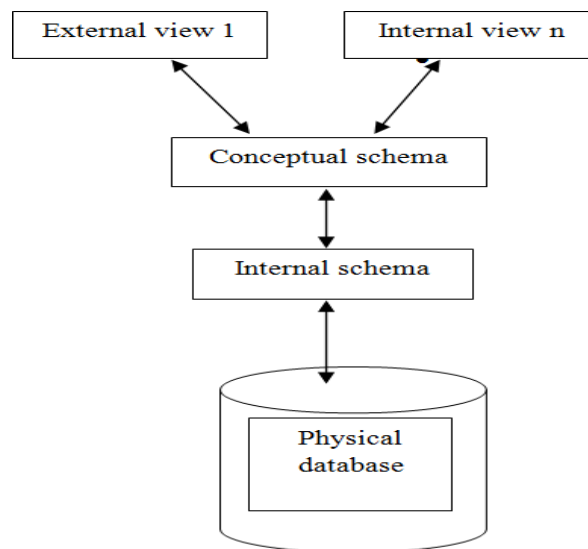 External view 1
Internal view n
Conceptual schema
Internal schema
Physical
database